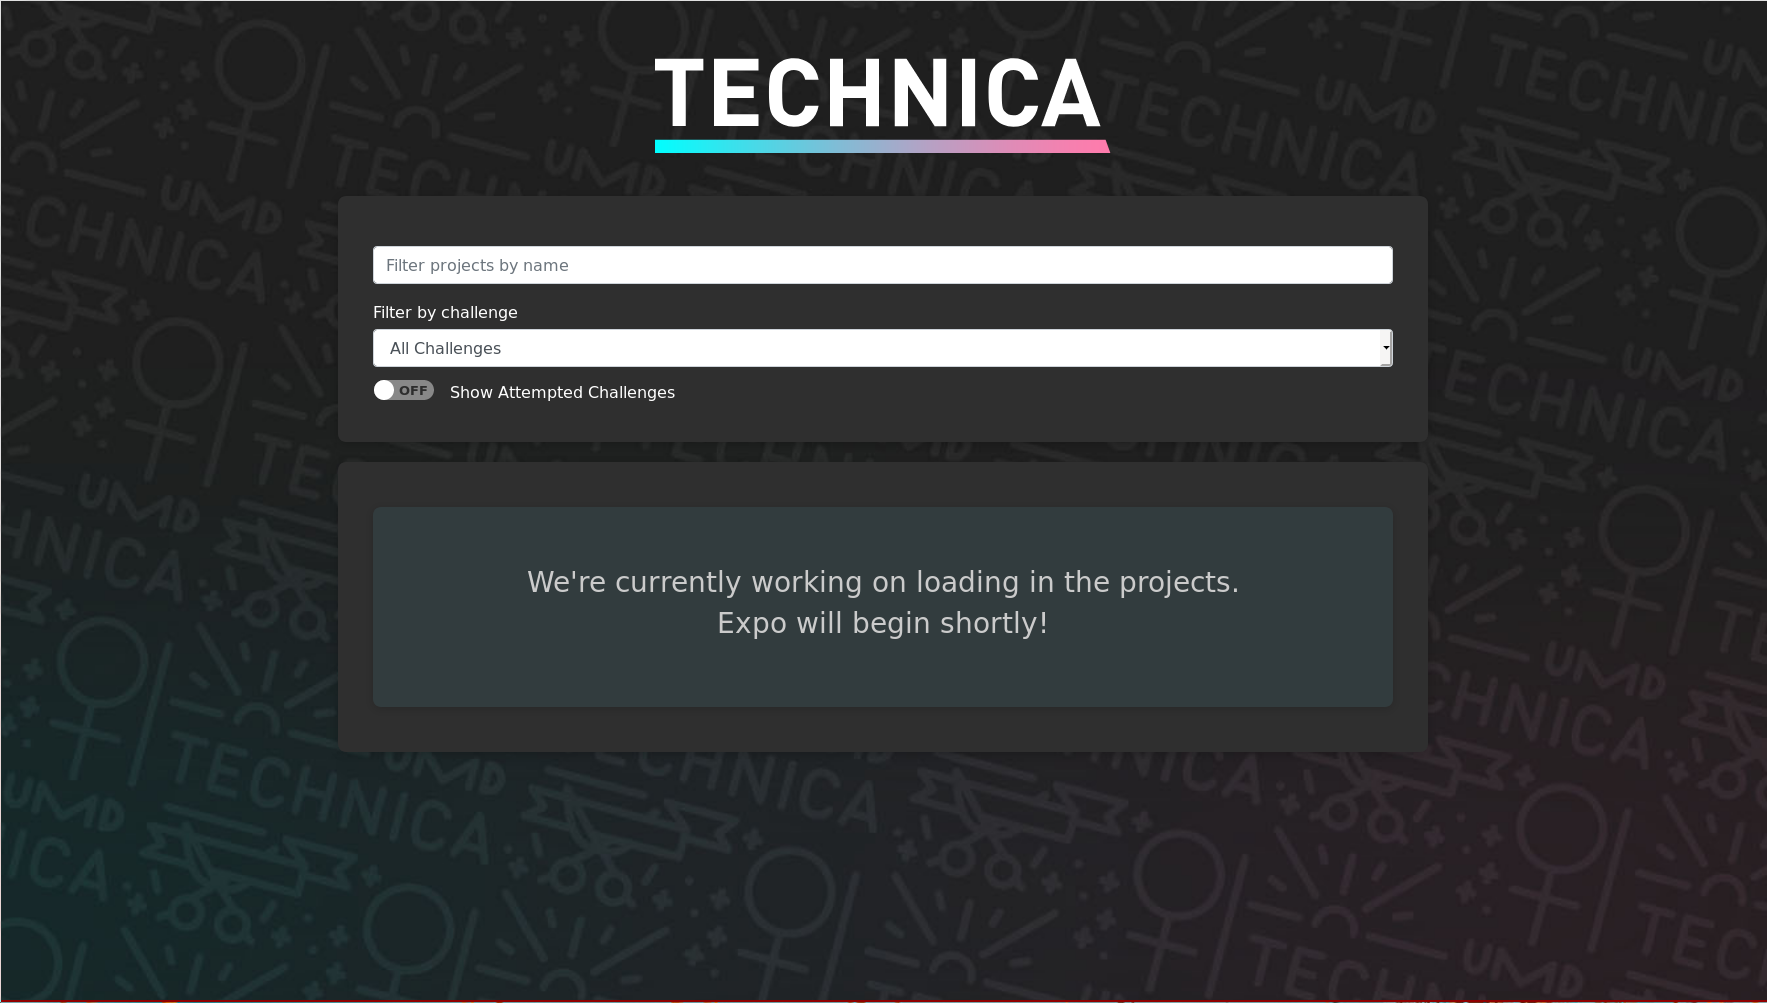 TECHNICA
Filter projects by name
Filter by challenge
All Challenges
OFF
Show Attempted Challenges
We're currently working on loading in the projects.
Expo will begin shortly!